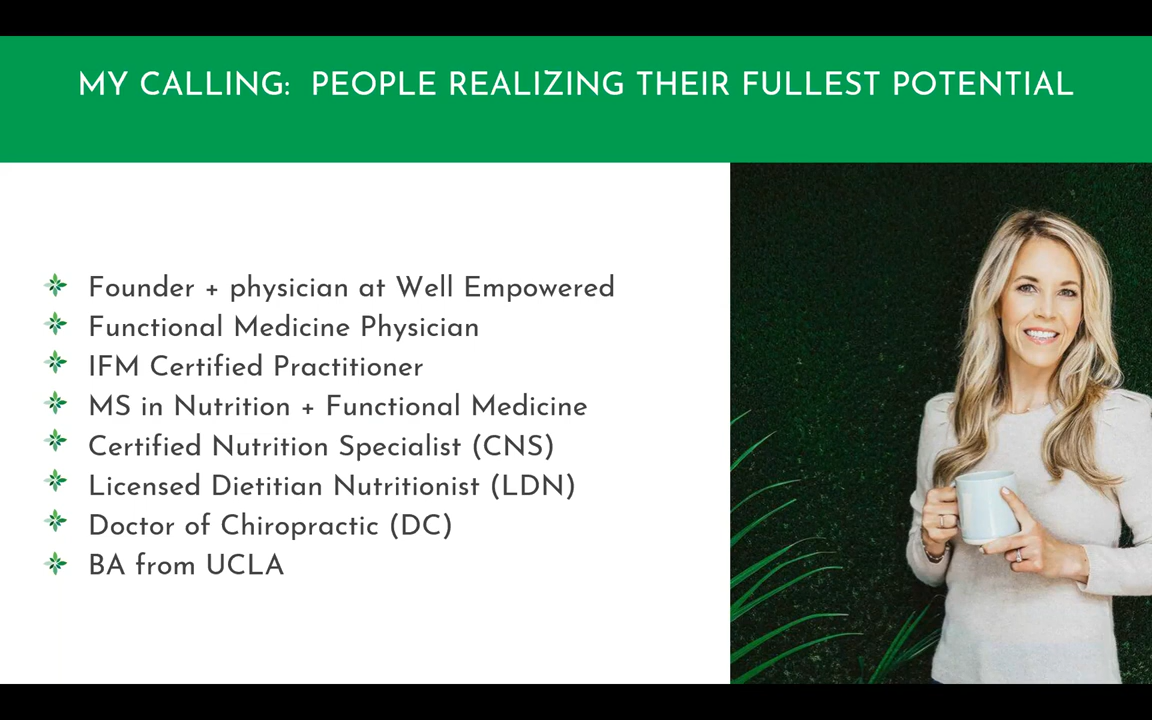 MY CALLING: PEOPLE REALIZING THEIR FULLEST POTENTIAL
Founder + physician at Well Empowered
Functional Medicine Physician
IFM Certified Practitioner
MS in Nutrition + Functional Medicine
Certified Nutrition Specialist (CNS)
Licensed Dietitian Nutritionist (LDN)
Doctor of Chiropractic (DC)
BA from UCLA